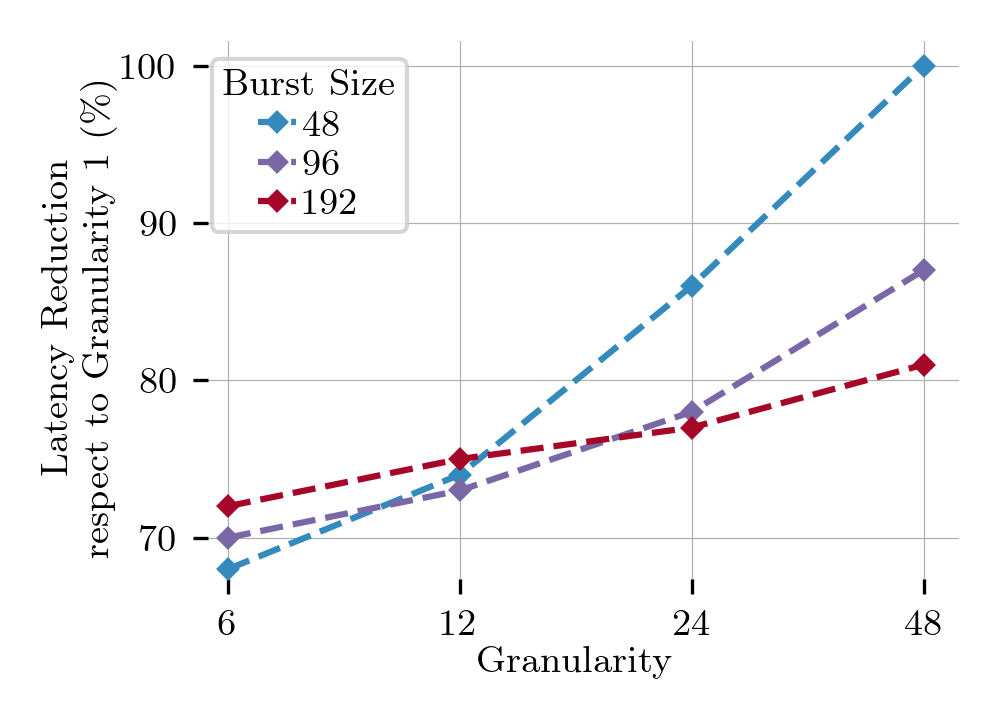 Latency Reduction
respect to Granularity 1 (%)
100
90
80
70
Burst Size
48
96
192
6 12 24 48
Granularity